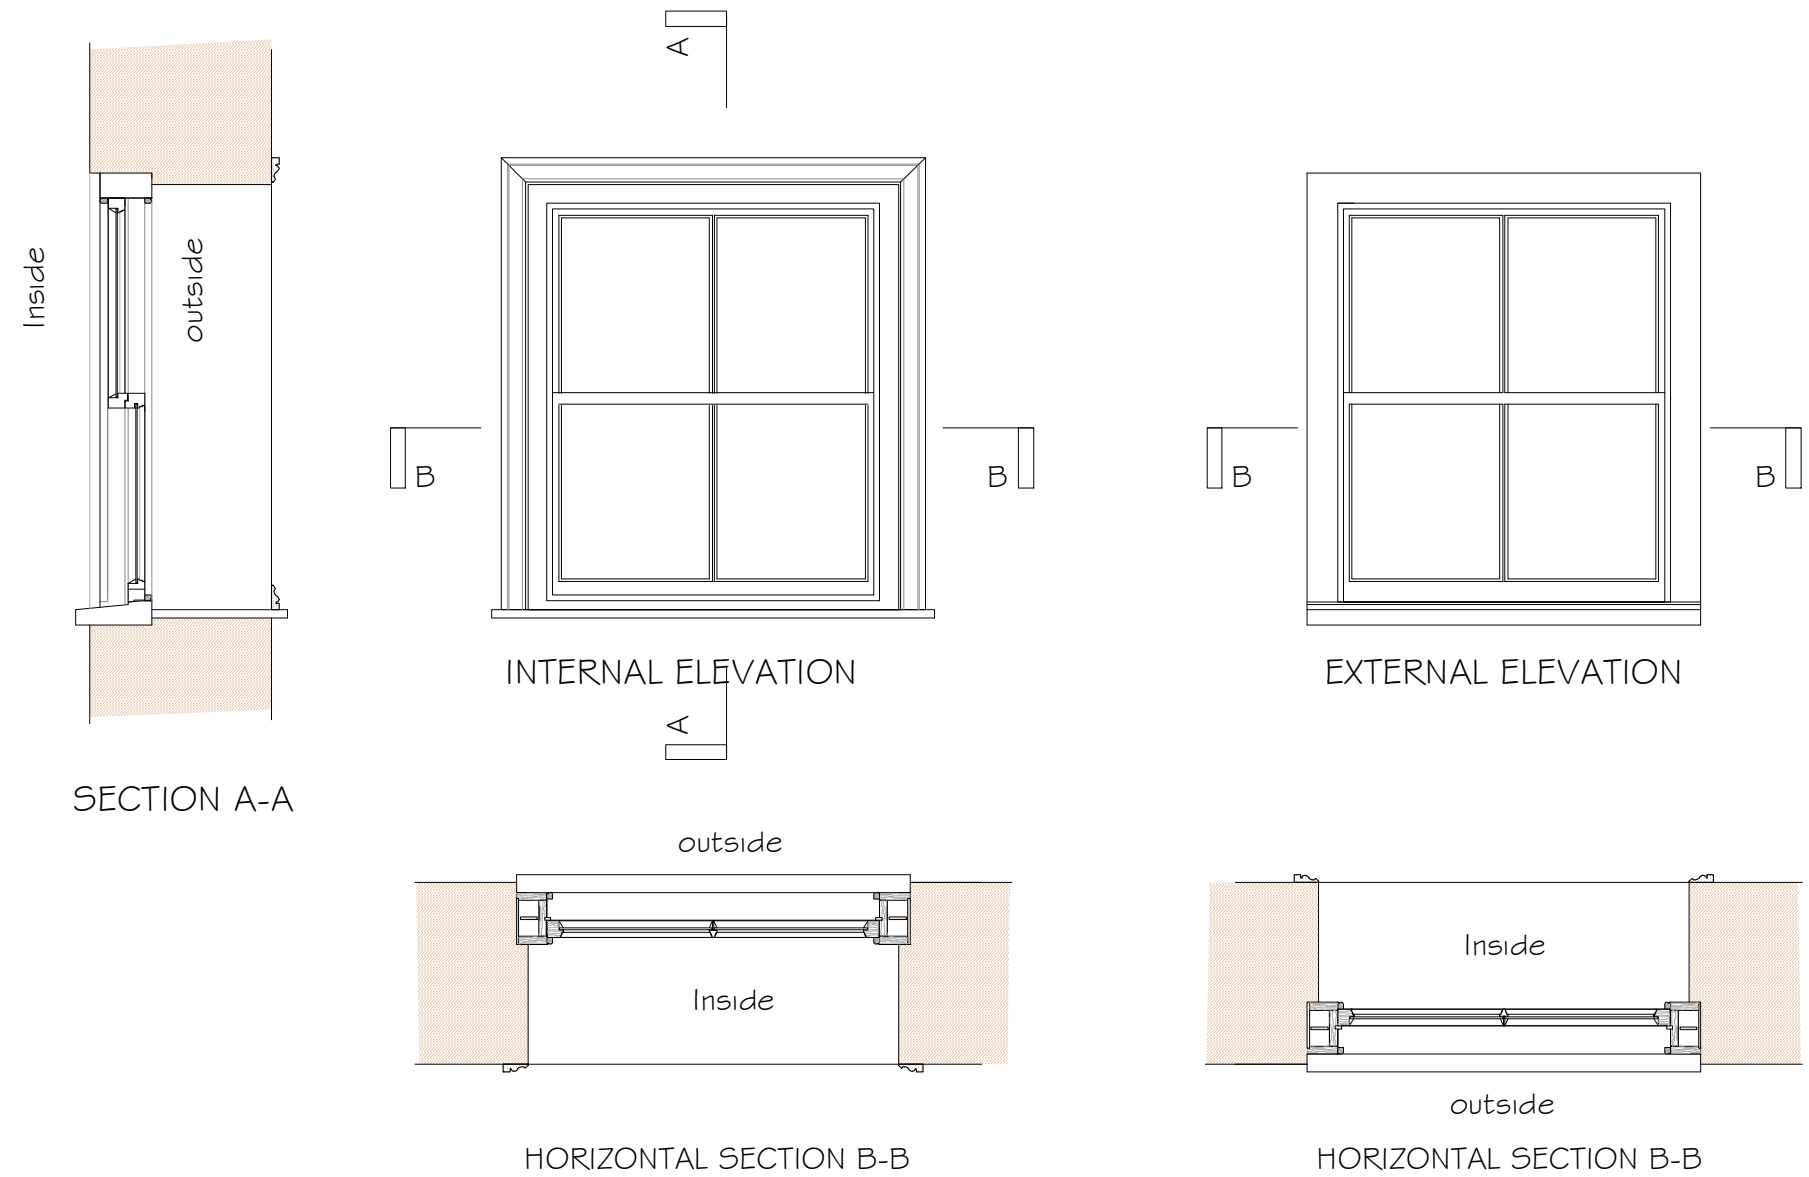 A
Inside
outside
B
B
B
B
INTERNAL ELEVATION
EXTERNAL ELEVATION
A
SECTION A-A
outside
Inside
Inside
outside
HORIZONTAL SECTION B-B
HORIZONTAL SECTION B-B